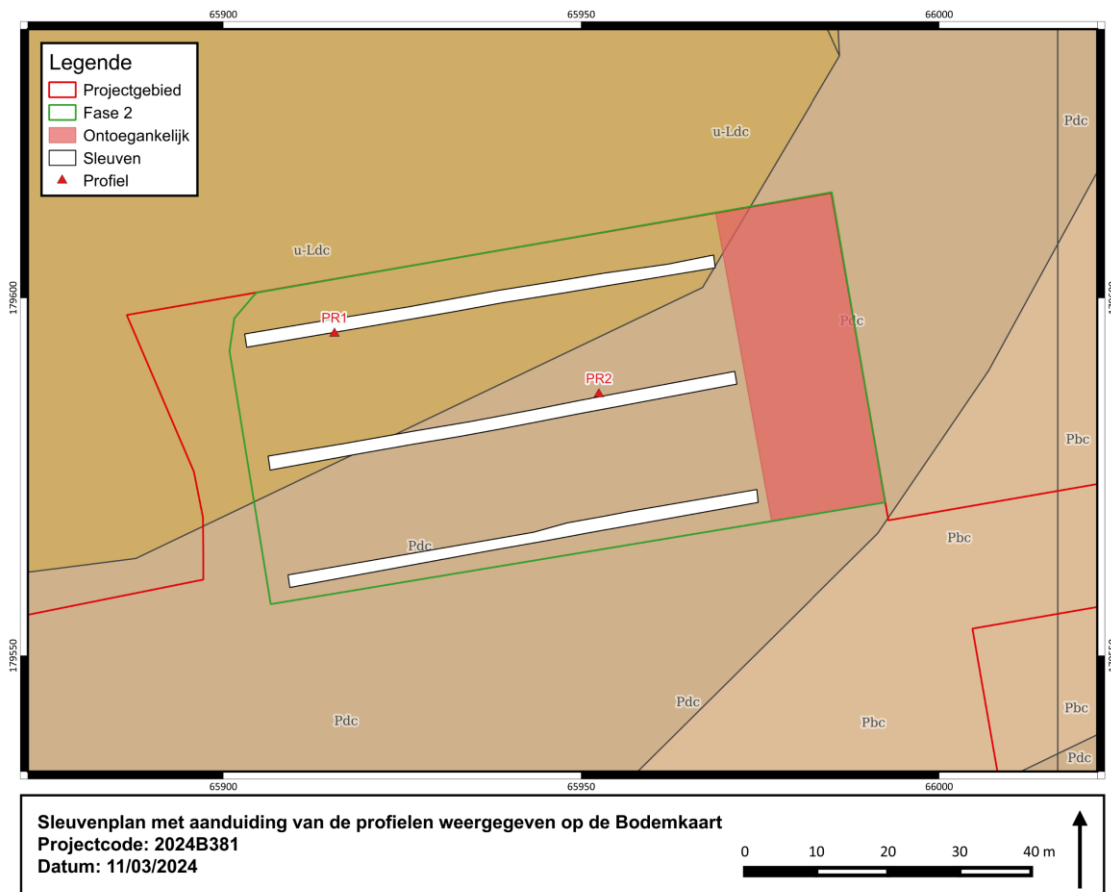 65900
65950
66000
Legende
Projectgebied
Fase 2
Ontoegankelijk
Sleuven
Profiel
u-Ldc
Pdc
u-Ldc
179600
179600
PR1
Pdc
PR2
Pbc
Pdc
Pbc
179550
179550
Pdc
Pdc
Pbc
Pbc
Pdc
65900
65950
66000
Sleuvenplan met aanduiding van de profielen weergegeven op de Bodemkaart
Projectcode: 2024B381
Datum: 11/03/2024
0 10 20 30 40 m